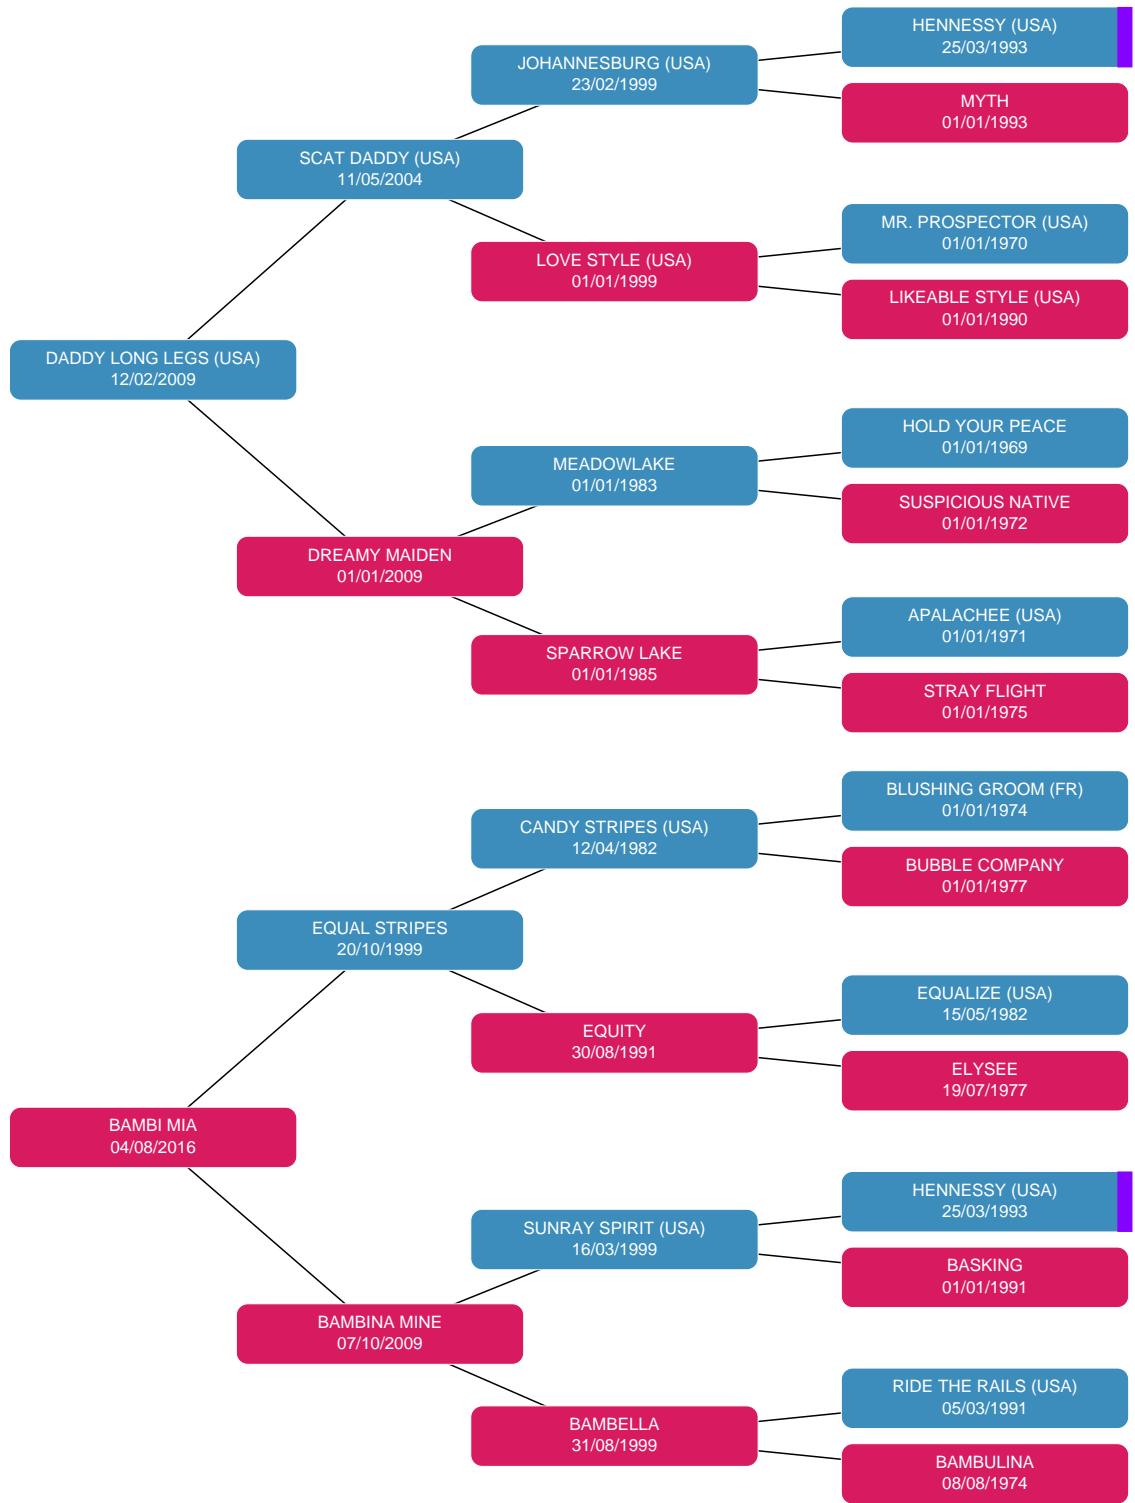 HENNESSY (USA)
25/03/1993
JOHANNESBURG (USA)
23/02/1999
MYTH
01/01/1993
SCAT DADDY (USA)
11/05/2004
MR. PROSPECTOR (USA)
01/01/1970
LOVE STYLE (USA)
01/01/1999
LIKEABLE STYLE (USA)
01/01/1990
DADDY LONG LEGS (USA)
12/02/2009
HOLD YOUR PEACE
01/01/1969
MEADOWLAKE
01/01/1983
SUSPICIOUS NATIVE
01/01/1972
DREAMY MAIDEN
01/01/2009
APALACHEE (USA)
01/01/1971
SPARROW LAKE
01/01/1985
STRAY FLIGHT
01/01/1975
BLUSHING GROOM (FR)
01/01/1974
CANDY STRIPES (USA)
12/04/1982
BUBBLE COMPANY
01/01/1977
EQUAL STRIPES
20/10/1999
EQUALIZE (USA)
15/05/1982
EQUITY
30/08/1991
ELYSEE
19/07/1977
BAMBI MIA
04/08/2016
HENNESSY (USA)
25/03/1993
SUNRAY SPIRIT (USA)
16/03/1999
BASKING
01/01/1991
BAMBINA MINE
07/10/2009
RIDE THE RAILS (USA)
05/03/1991
BAMBELLA
31/08/1999
BAMBULINA
08/08/1974